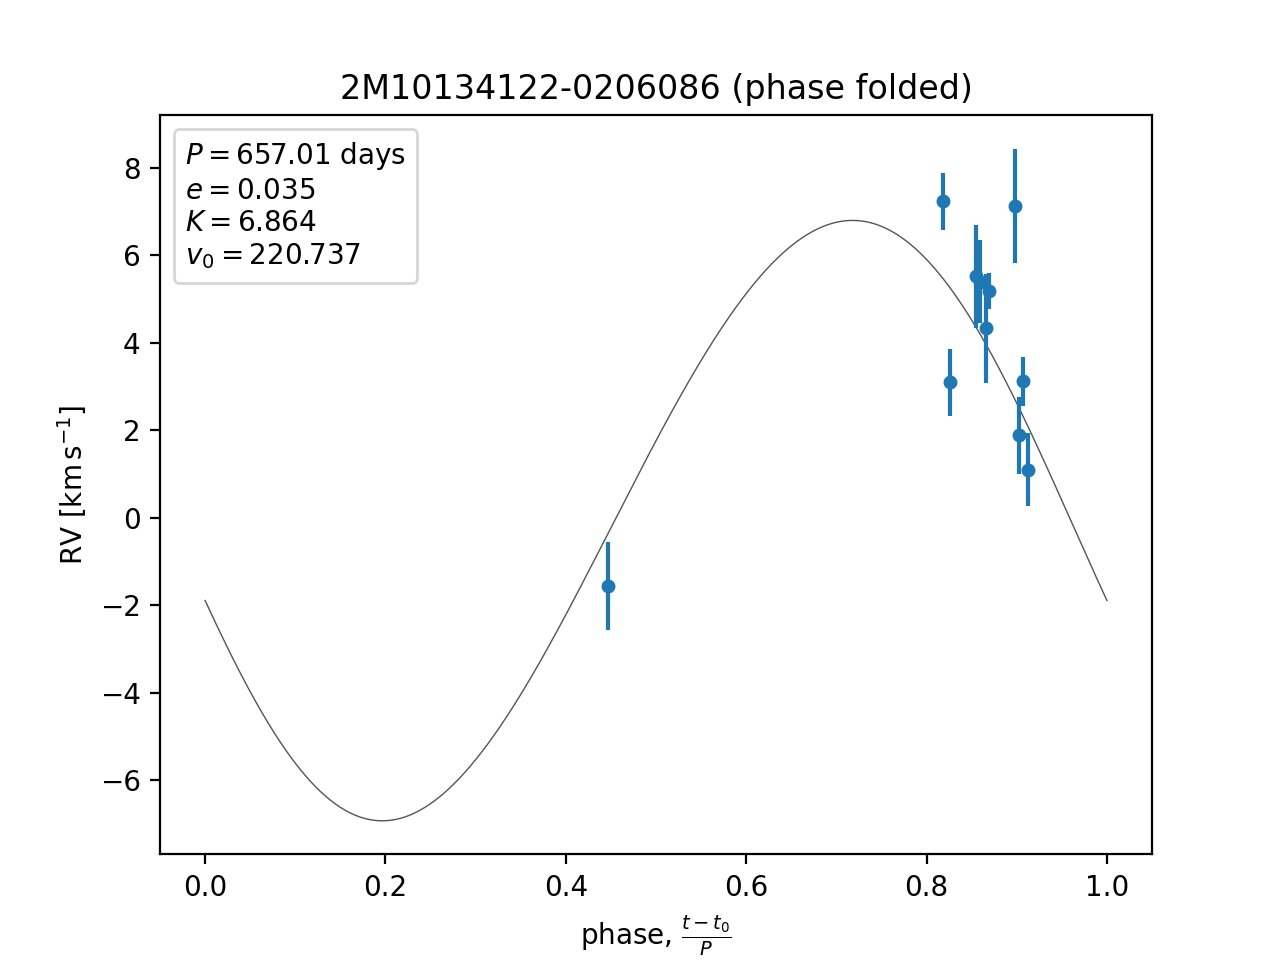 2M10134122-0206086 (phase folded)
P = 657.01 days
e = 0.035
K = 6.864
v₀ = 220.737
8
6
4
2
0
−2
−4
−6
RV [km s⁻¹]
0.0 0.2 0.4 0.6 0.8 1.0
phase, (t − t₀)/P